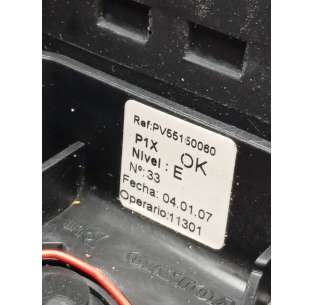 Ref:PV55150060
P1X
OK
Nivel : E
Nº:33
Fecha: 04.01.07
Operario:11301